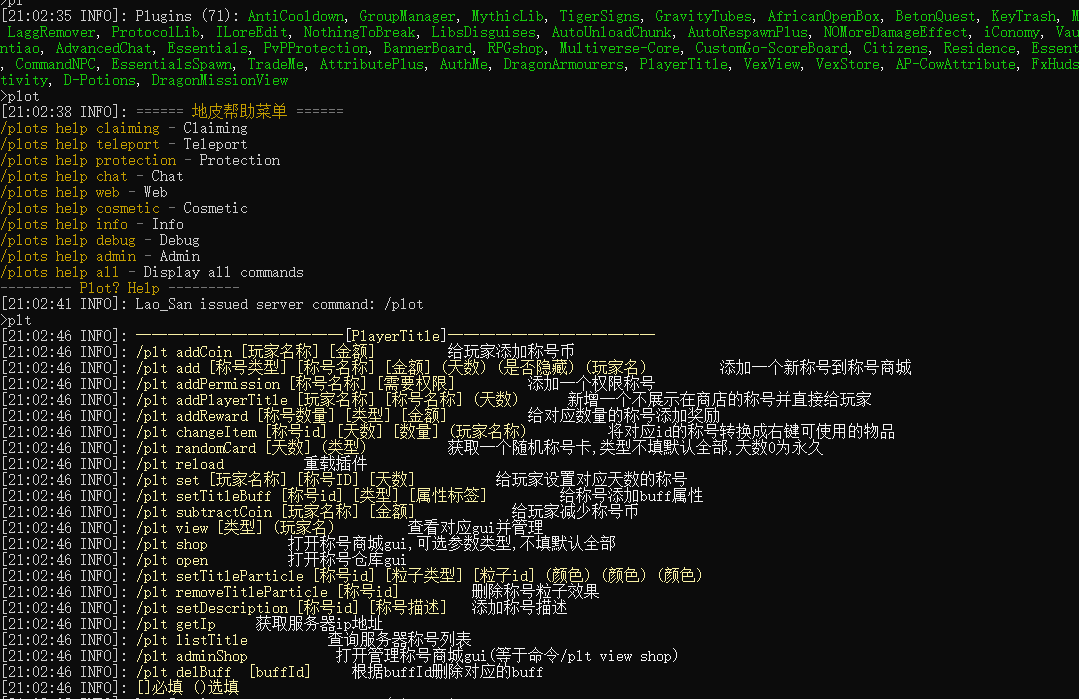 >pl
[21:02:35 INFO]: Plugins (71): AntiCooldown, GroupManager, MythicLib, TigerSigns, GravityTubes, AfricanOpenBox, BetonQuest, KeyTrash, M
LaggRemover, ProtocolLib, ILoreEdit, NothingToBreak, LibsDisguises, AutoUnloadChunk, AutoRespawnPlus, NOMoreDamageEffect, iConomy, Vau
ntiao, AdvancedChat, Essentials, PvPProtection, BannerBoard, RPGshop, Multiverse-Core, CustomGo-ScoreBoard, Citizens, Residence, Essent
, CommandNPC, EssentialsSpawn, TradeMe, AttributePlus, AuthMe, DragonArmourers, PlayerTitle, VexView, VexStore, AP-CowAttribute, FxHuds
tivity, D-Potions, DragonMissionView
>plot
[21:02:38 INFO]: ====== 地皮帮助菜单 ======
/plots help claiming - Claiming
/plots help teleport - Teleport
/plots help protection - Protection
/plots help chat - Chat
/plots help web - Web
/plots help cosmetic - Cosmetic
/plots help info - Info
/plots help debug - Debug
/plots help admin - Admin
/plots help all - Display all commands
--------- Plot? Help ---------
[21:02:41 INFO]: Lao_San issued server command: /plot
>plt
[21:02:46 INFO]: —————————————[PlayerTitle]—————————————
[21:02:46 INFO]: /plt addCoin [玩家名称] [金额] 给玩家添加称号币
[21:02:46 INFO]: /plt add [称号类型] [称号名称] [金额] (天数) (是否隐藏) (玩家名) 添加一个新称号到称号商城
[21:02:46 INFO]: /plt addPermission [称号名称] [需要权限] 添加一个权限称号
[21:02:46 INFO]: /plt addPlayerTitle [玩家名称] [称号名称] (天数) 新增一个不展示在商店的称号并直接给玩家
[21:02:46 INFO]: /plt addReward [称号数量] [类型] [金额] 给对应数量的称号添加奖励
[21:02:46 INFO]: /plt changeItem [称号id] [天数] [数量] (玩家名称) 将对应id的称号转换成右键可使用的物品
[21:02:46 INFO]: /plt randomCard [天数] (类型) 获取一个随机称号卡,类型不填默认全部,天数0为永久
[21:02:46 INFO]: /plt reload 重载插件
[21:02:46 INFO]: /plt set [玩家名称] [称号ID] [天数] 给玩家设置对应天数的称号
[21:02:46 INFO]: /plt setTitleBuff [称号id] [类型] [属性标签] 给称号添加buff属性
[21:02:46 INFO]: /plt subtractCoin [玩家名称] [金额] 给玩家减少称号币
[21:02:46 INFO]: /plt view [类型] (玩家名) 查看对应gui并管理
[21:02:46 INFO]: /plt shop 打开称号商城gui,可选参数类型,不填默认全部
[21:02:46 INFO]: /plt open 打开称号仓库gui
[21:02:46 INFO]: /plt setTitleParticle [称号id] [粒子类型] [粒子id] (颜色) (颜色) (颜色)
[21:02:46 INFO]: /plt removeTitleParticle [称号id] 删除称号粒子效果
[21:02:46 INFO]: /plt setDescription [称号id] [称号描述] 添加称号描述
[21:02:46 INFO]: /plt getIp 获取服务器ip地址
[21:02:46 INFO]: /plt listTitle 查询服务器称号列表
[21:02:46 INFO]: /plt adminShop 打开管理称号商城gui(等于命令/plt view shop)
[21:02:46 INFO]: /plt delBuff [buffId] 根据buffId删除对应的buff
[21:02:46 INFO]: []必填 ()选填